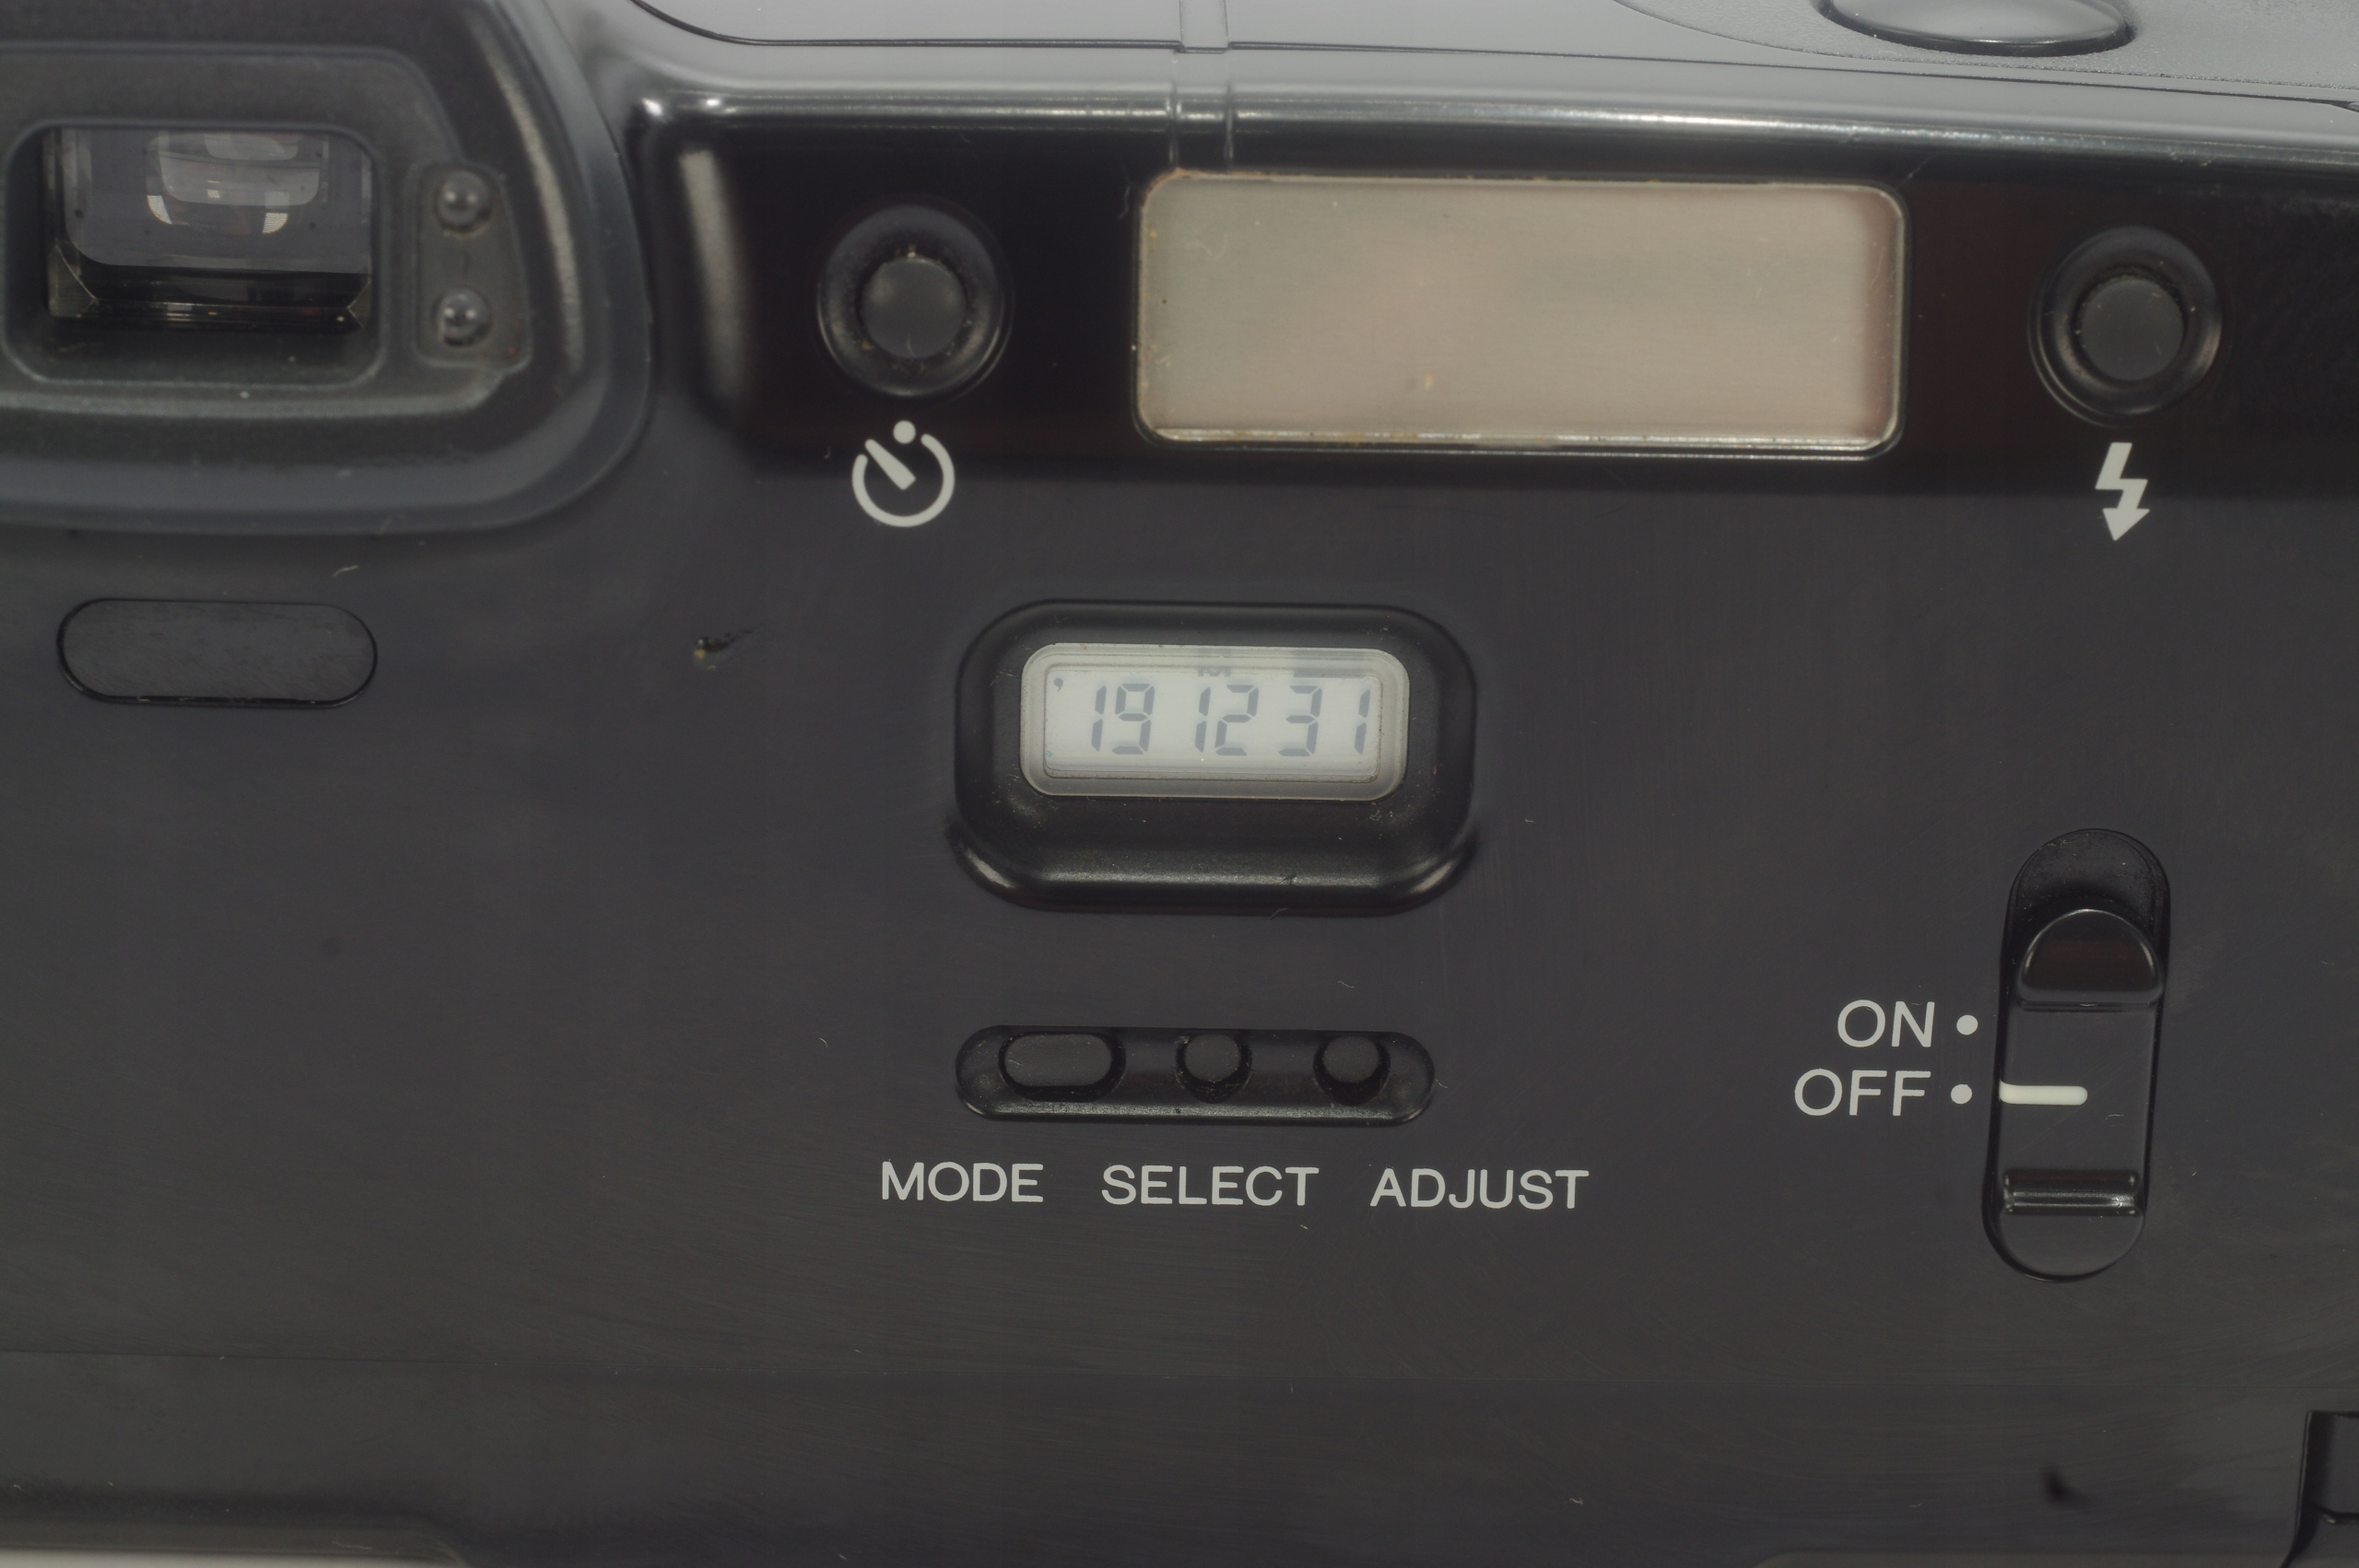 ' 19 12 31
ON •
OFF •
MODE SELECT ADJUST